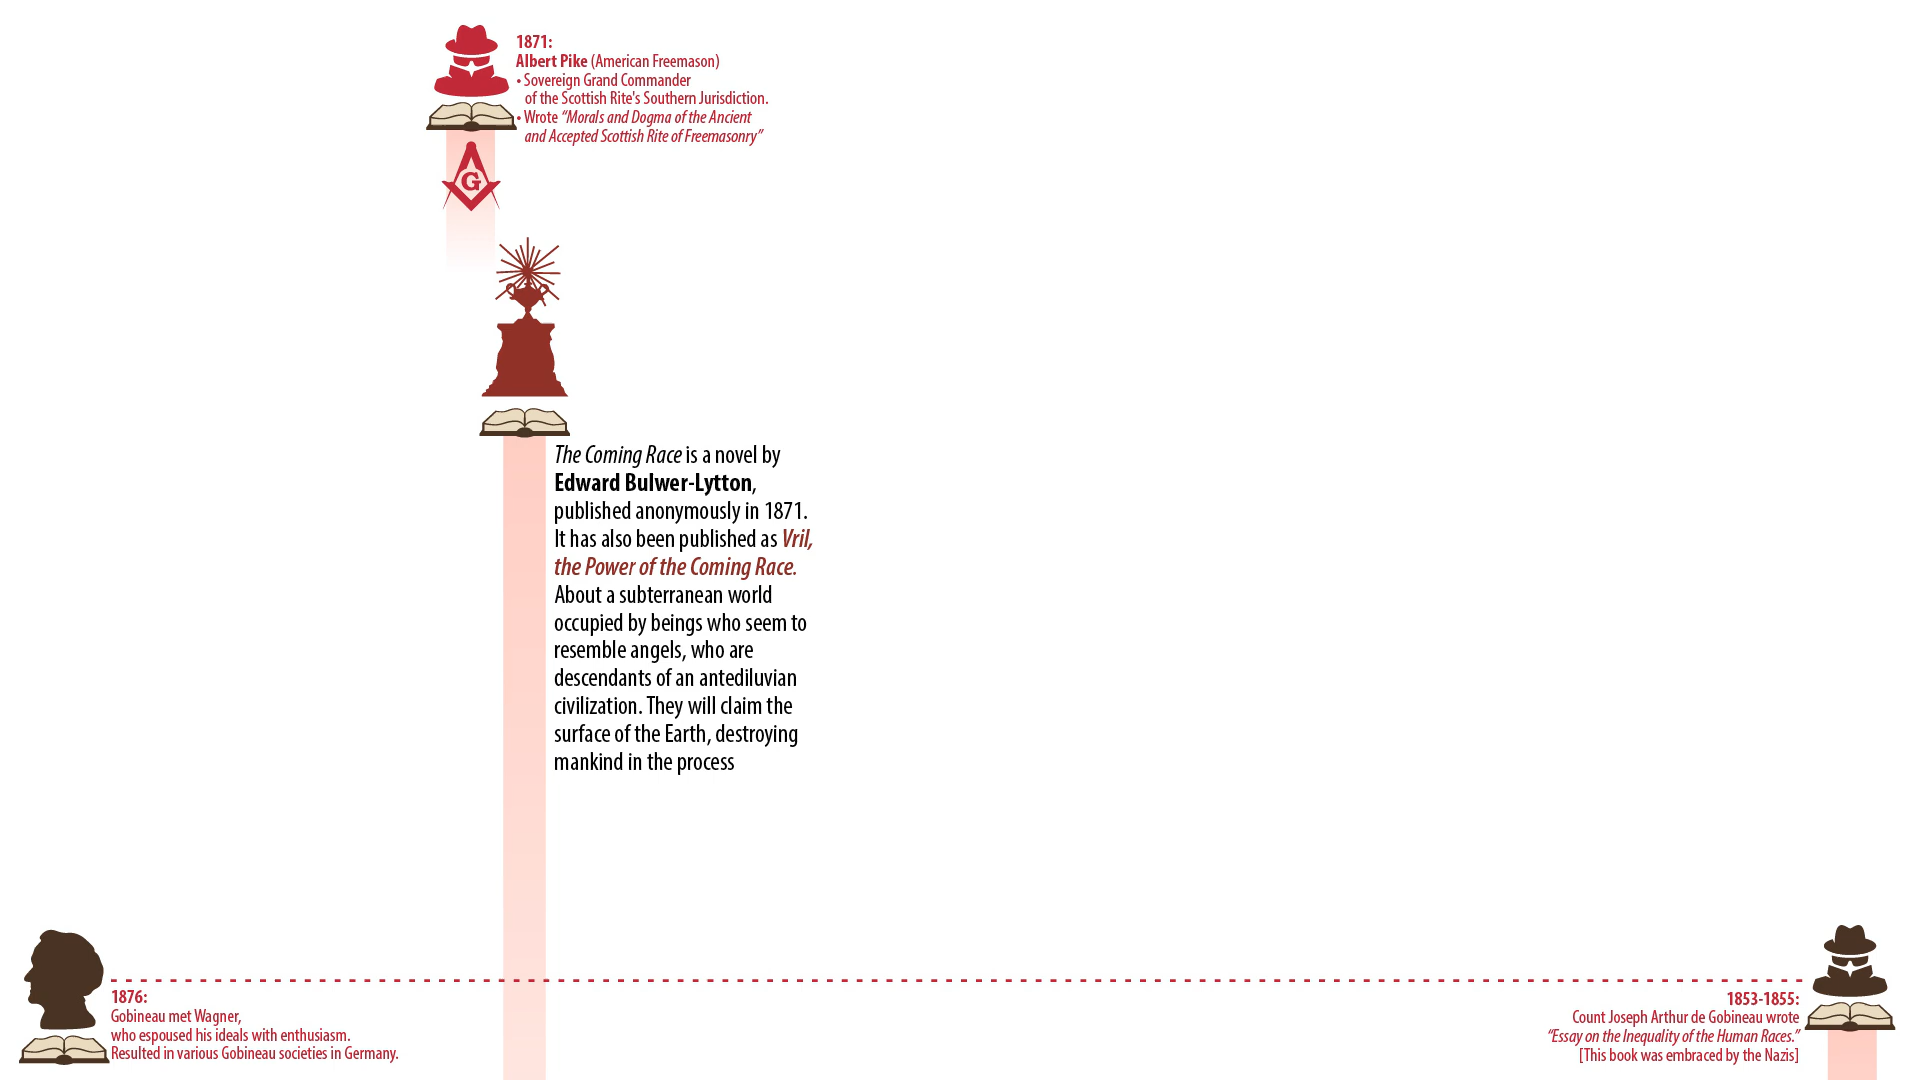 1871:
Albert Pike (American Freemason)
• Sovereign Grand Commander
of the Scottish Rite's Southern Jurisdiction.
• Wrote “Morals and Dogma of the Ancient
and Accepted Scottish Rite of Freemasonry”
G
The Coming Race is a novel by
Edward Bulwer-Lytton,
published anonymously in 1871.
It has also been published as Vril,
the Power of the Coming Race.
About a subterranean world
occupied by beings who seem to
resemble angels, who are
descendants of an antediluvian
civilization. They will claim the
surface of the Earth, destroying
mankind in the process
1876:
Gobineau met Wagner,
who espoused his ideals with enthusiasm.
Resulted in various Gobineau societies in Germany.
1853-1855:
Count Joseph Arthur de Gobineau wrote
“Essay on the Inequality of the Human Races.”
[This book was embraced by the Nazis]